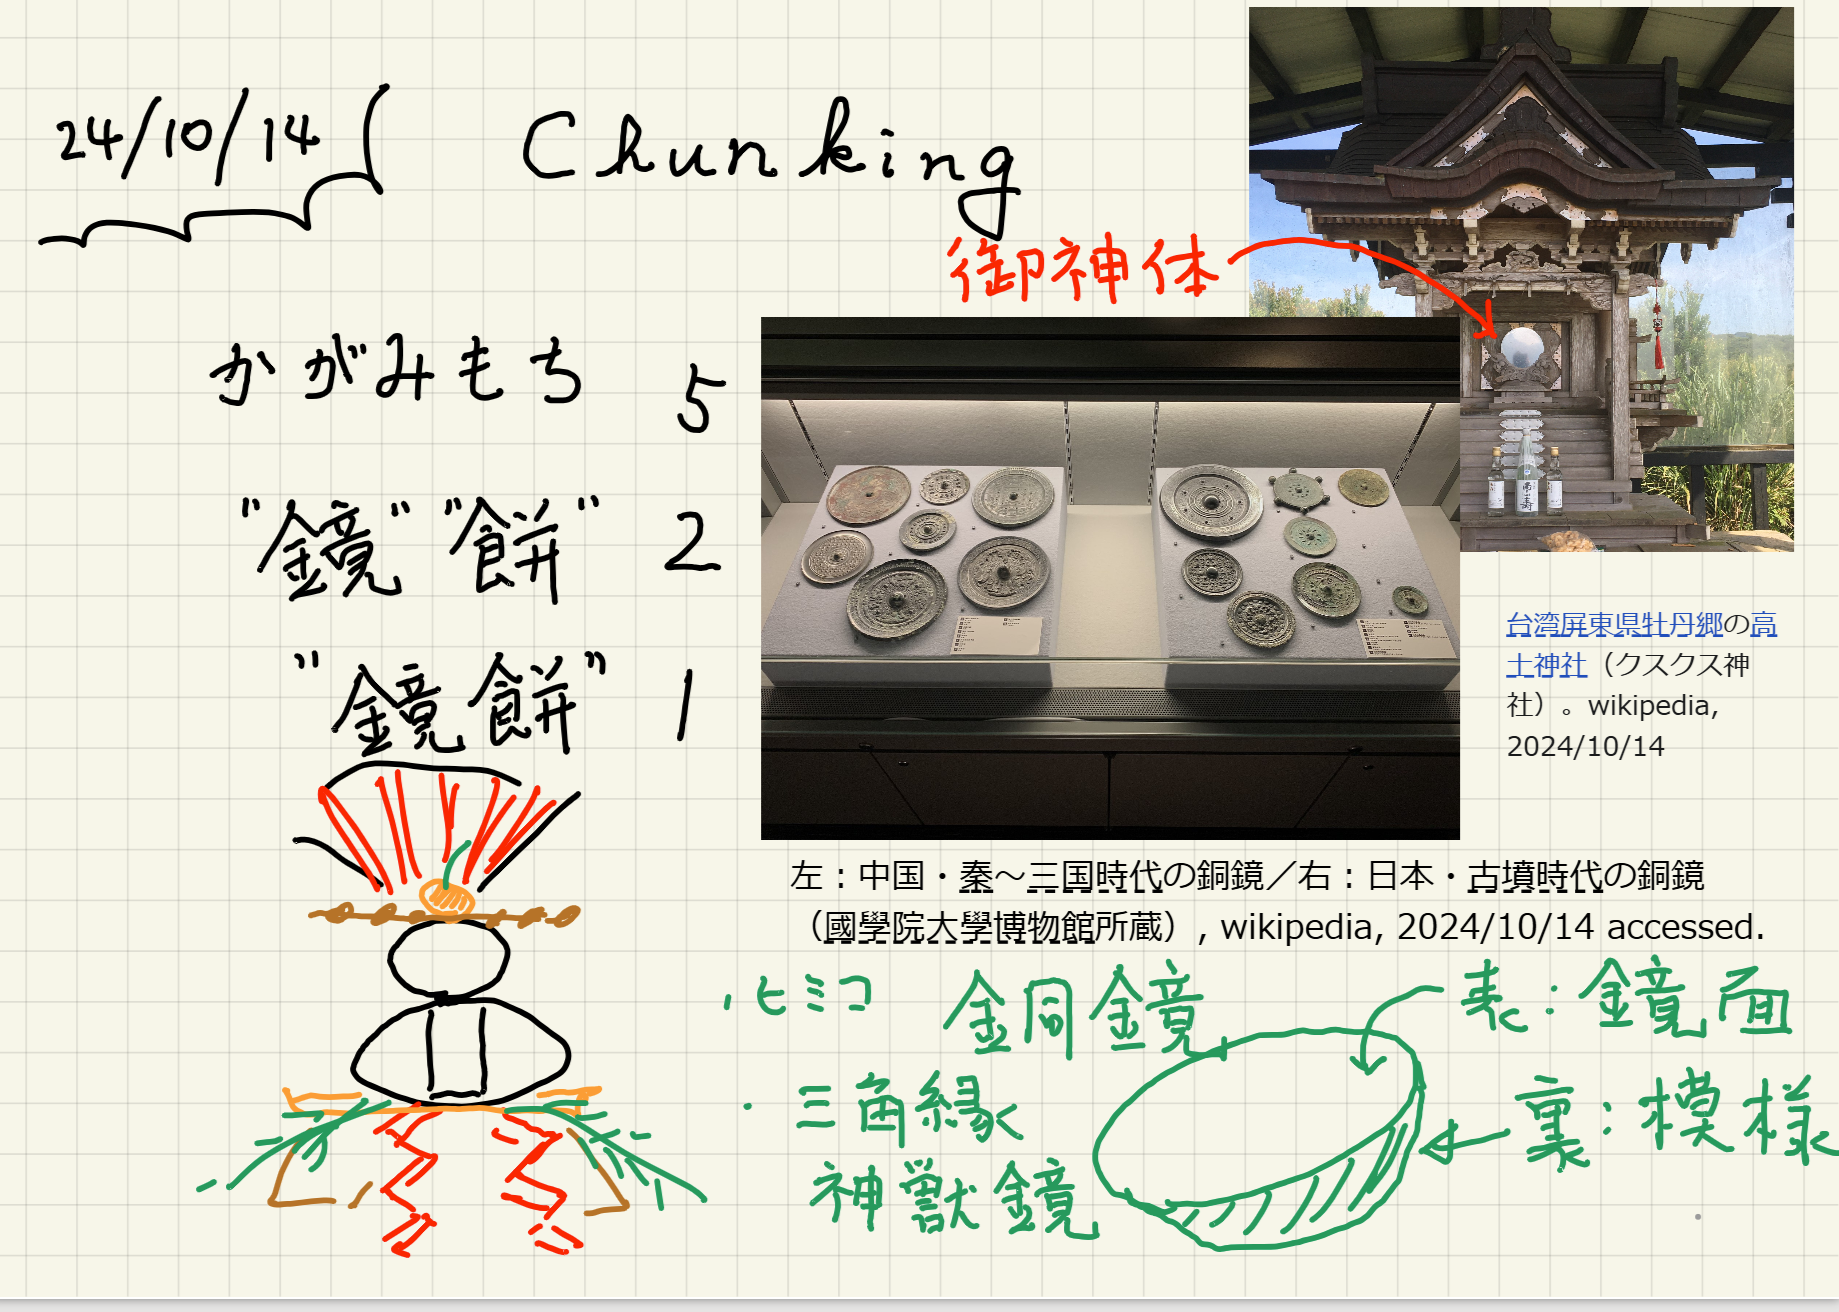 24/10/14
Chunking
御神体
かがみもち 5
"鏡" "餅" 2
"鏡餅" 1
台湾屏東県牡丹郷の高
士神社（クスクス神
社）。wikipedia,
2024/10/14
左：中国・秦～三国時代の銅鏡／右：日本・古墳時代の銅鏡
（國學院大學博物館所蔵）, wikipedia, 2024/10/14 accessed.
・ヒミコ 金同金鏡
表：鏡面
・三角縁
神獣鏡
裏：模様